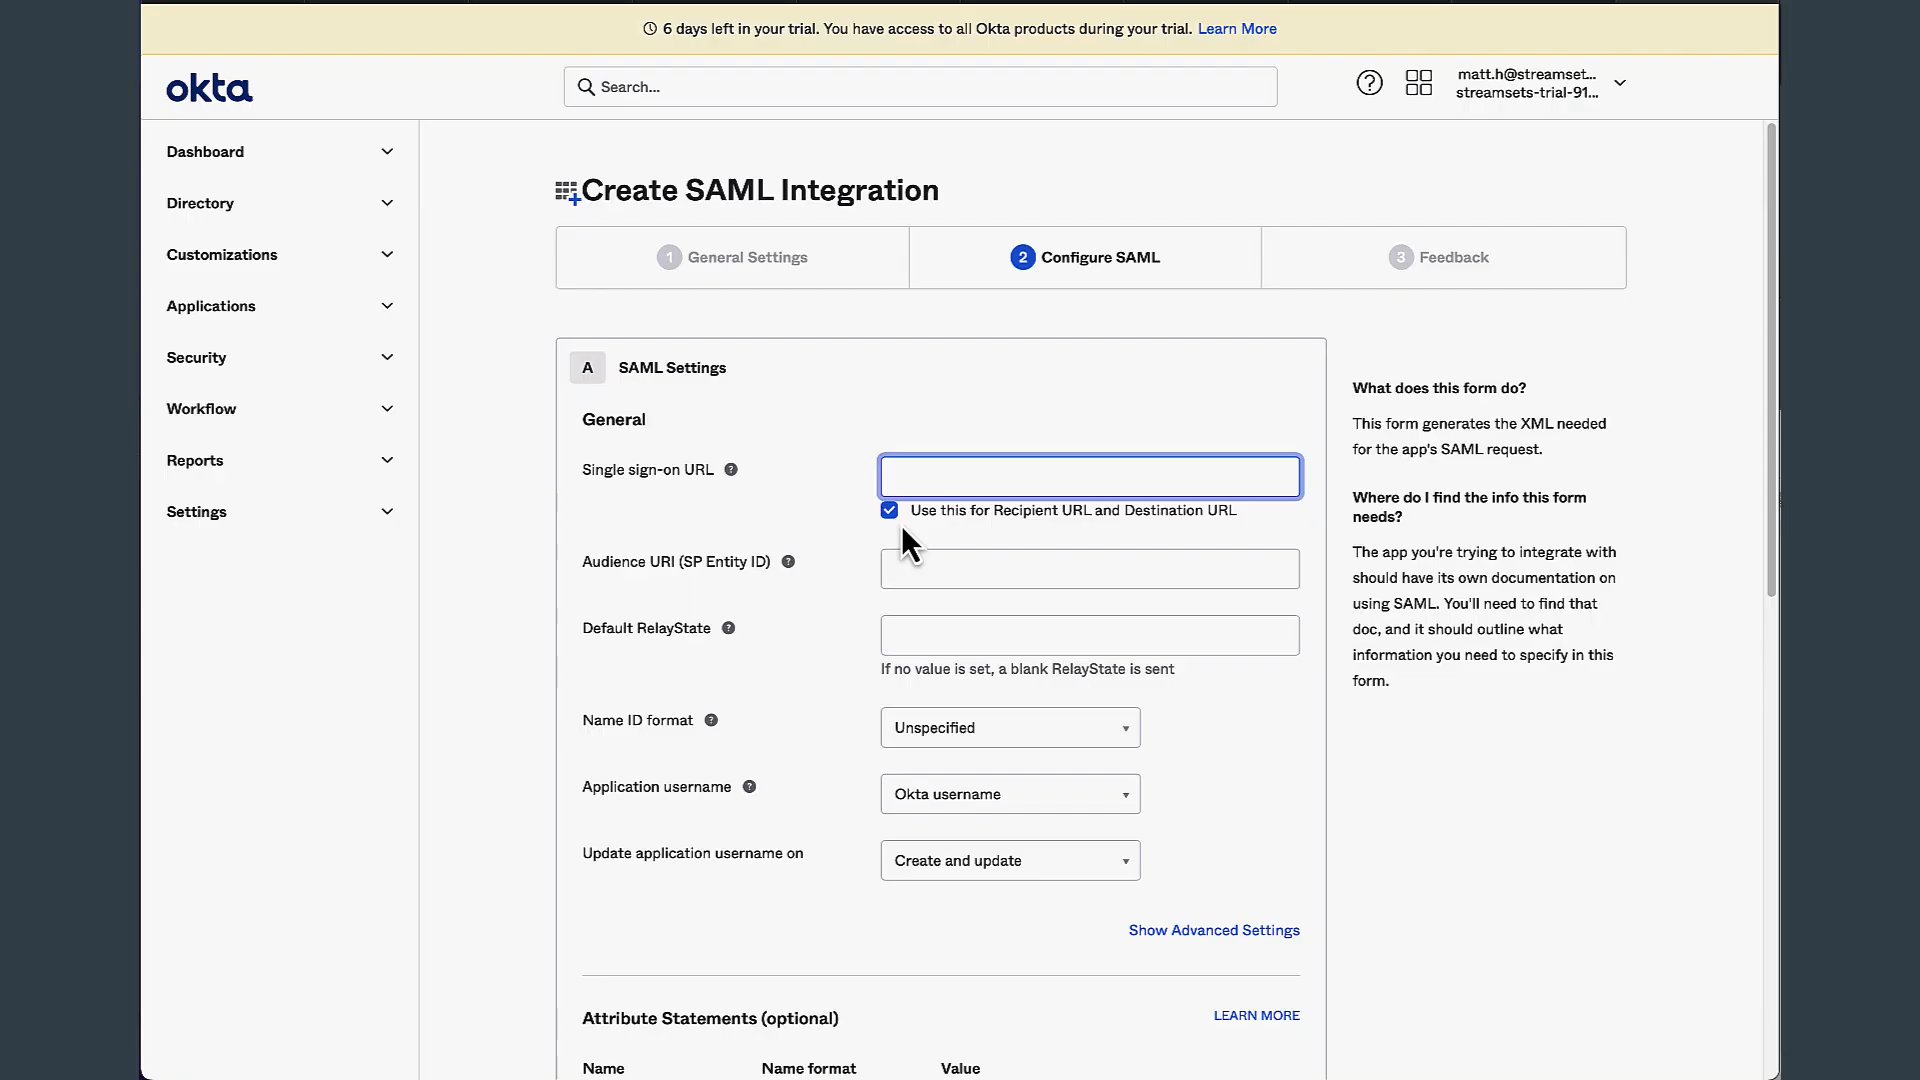 6 days left in your trial. You have access to all Okta products during your trial. Learn More
okta
Search...
matt.h@streamset...
streamsets-trial-91...
Dashboard
Directory
Customizations
Applications
Security
Workflow
Reports
Settings
Create SAML Integration
1 General Settings
2 Configure SAML
3 Feedback
A SAML Settings
General
Single sign-on URL
Use this for Recipient URL and Destination URL
Audience URI (SP Entity ID)
Default RelayState
If no value is set, a blank RelayState is sent
Name ID format
Unspecified
Application username
Okta username
Update application username on
Create and update
Show Advanced Settings
Attribute Statements (optional)
LEARN MORE
Name Name format Value
What does this form do?
This form generates the XML needed
for the app's SAML request.
Where do I find the info this form
needs?
The app you're trying to integrate with
should have its own documentation on
using SAML. You'll need to find that
doc, and it should outline what
information you need to specify in this
form.